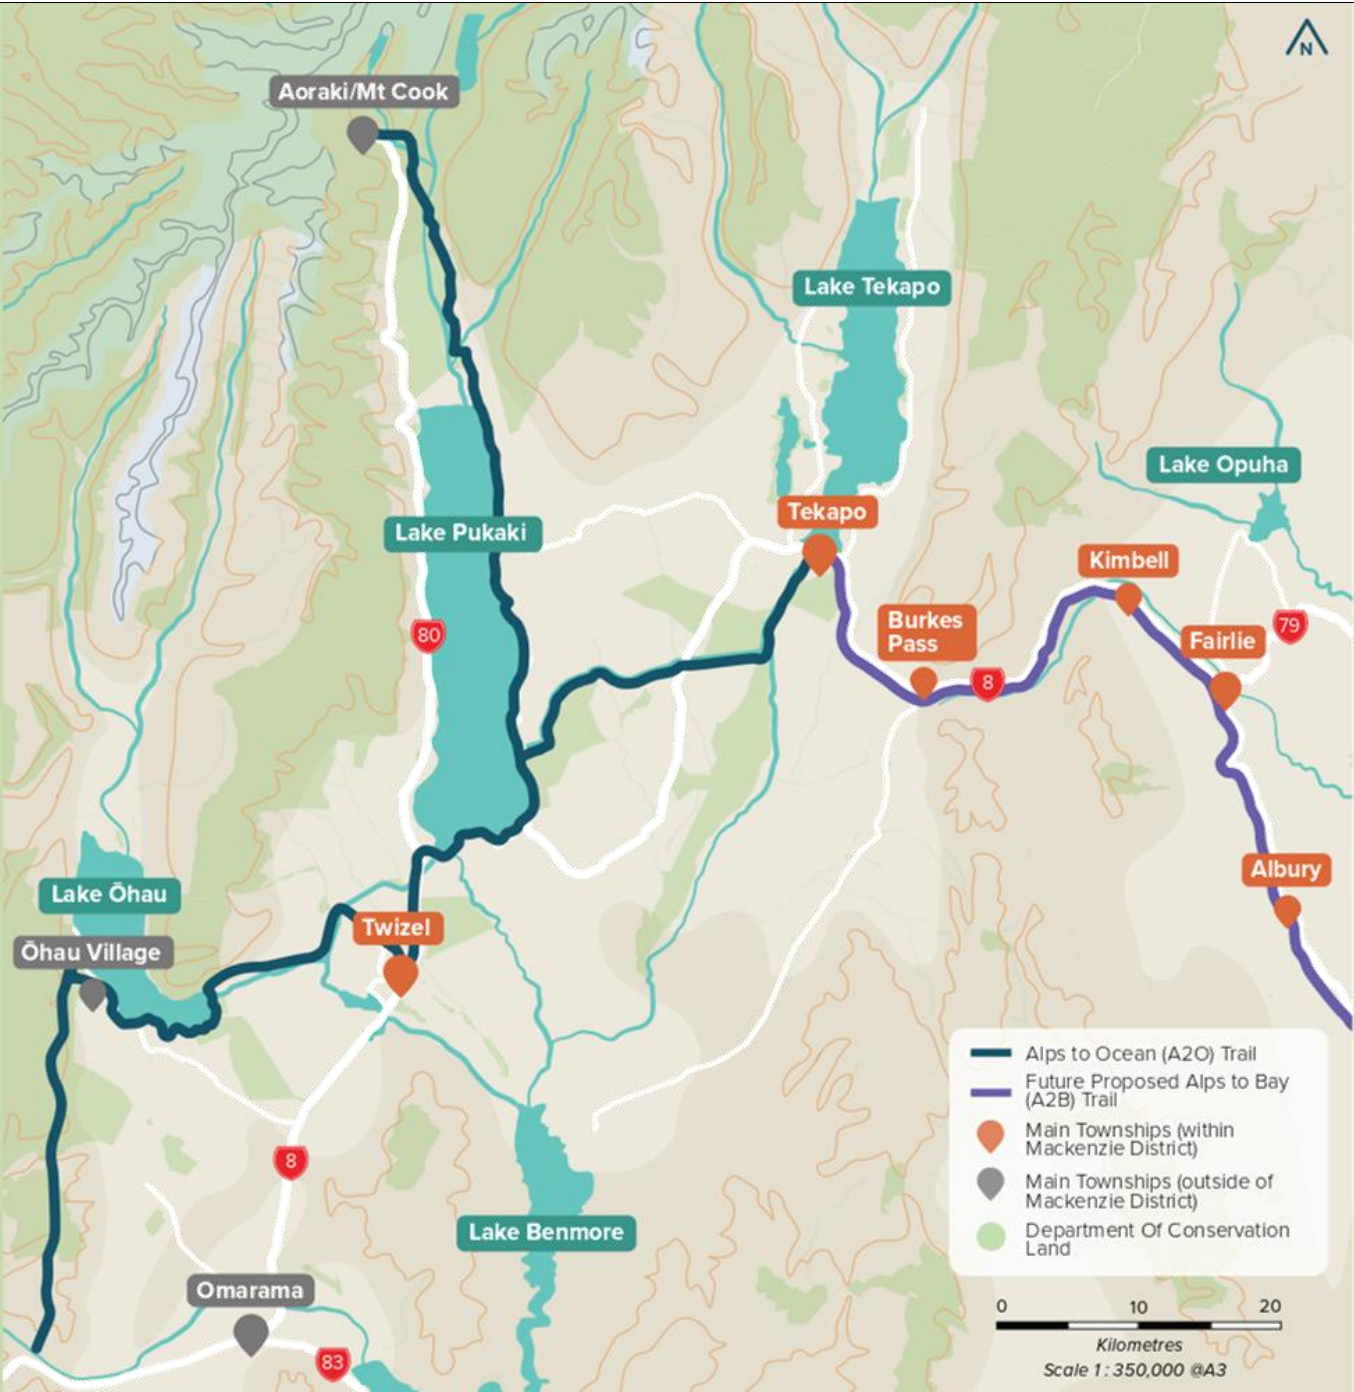 N
Aoraki/Mt Cook
Lake Tekapo
Lake Opuha
Tekapo
Lake Pukaki
Kimbell
Burkes
Pass
80
79
Fairlie
8
Albury
Lake Ōhau
Twizel
Ōhau Village
Alps to Ocean (A2O) Trail
Future Proposed Alps to Bay
(A2B) Trail
Main Townships (within
Mackenzie District)
Main Townships (outside of
Mackenzie District)
Department Of Conservation
Land
8
Lake Benmore
Omarama
83
0 10 20
Kilometres
Scale 1 : 350,000 @A3